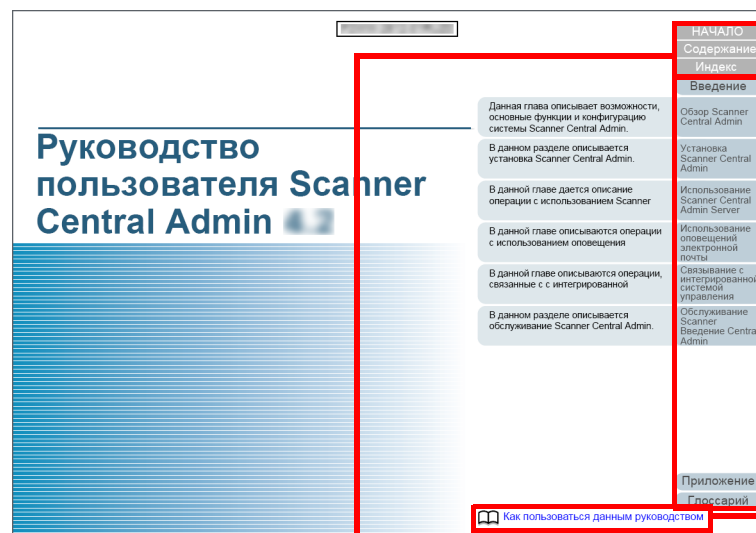 НАЧАЛО
Содержание
Индекс
Введение
Руководство
пользователя Scanner
Central Admin
Данная глава описывает возможности,
основные функции и конфигурацию
системы Scanner Central Admin.
Обзор Scanner
Central Admin
В данном разделе описывается
установка Scanner Central Admin.
Установка
Scanner Central
Admin
В данной главе дается описание
операции с использованием Scanner
Использование
Scanner Central
Admin Server
В данной главе описываются операции
с использованием оповещения
Использование
оповещений
электронной
почты
В данной главе описываются операции,
связанные с с интегрированной
Связывание с
интегрированной
системой
управления
В данном разделе описывается
обслуживание Scanner Central Admin.
Обслуживание
Scanner
Введение Centra
Admin
Приложение
Глоссарий
Как пользоваться данным руководством